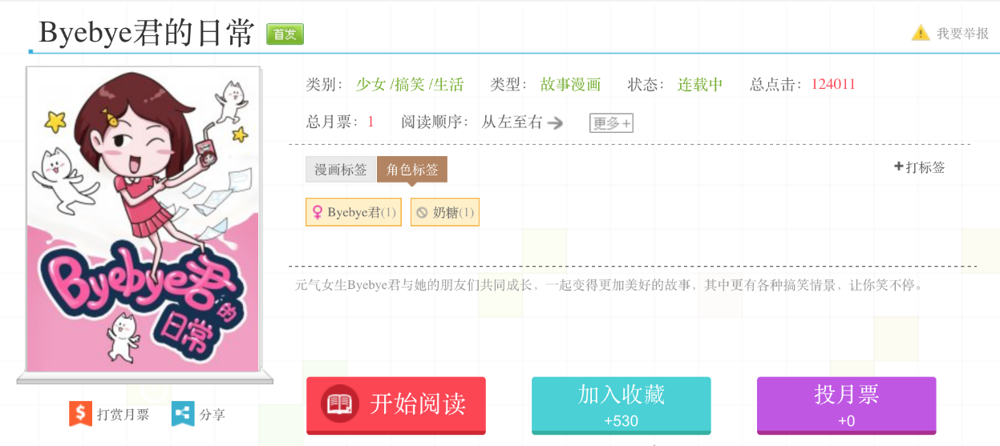 Byebye君的日常 首发
我要举报
类别： 少女 /搞笑 /生活 类型： 故事漫画 状态： 连载中 总点击：124011
总月票：1 阅读顺序： 从左至右 更多+
漫画标签 角色标签 +打标签
Byebye君(1) 奶糖(1)
元气女生Byebye君与她的朋友们共同成长，一起变得更加美好的故事，其中更有各种搞笑情景，让你笑不停。
Byebye君
的
日常
开始阅读 加入收藏 投月票
+530 +0
$ 打赏月票 分享